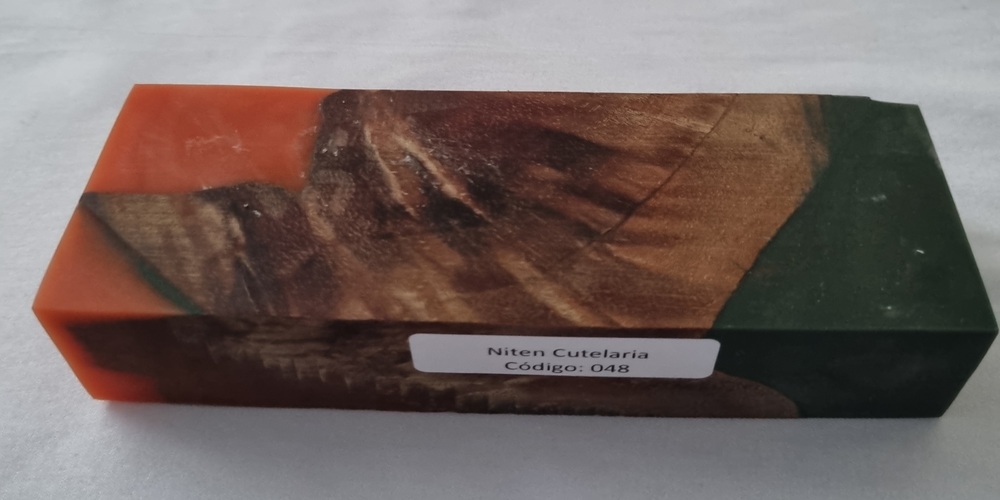 Niten Cutelaria
Código: 048